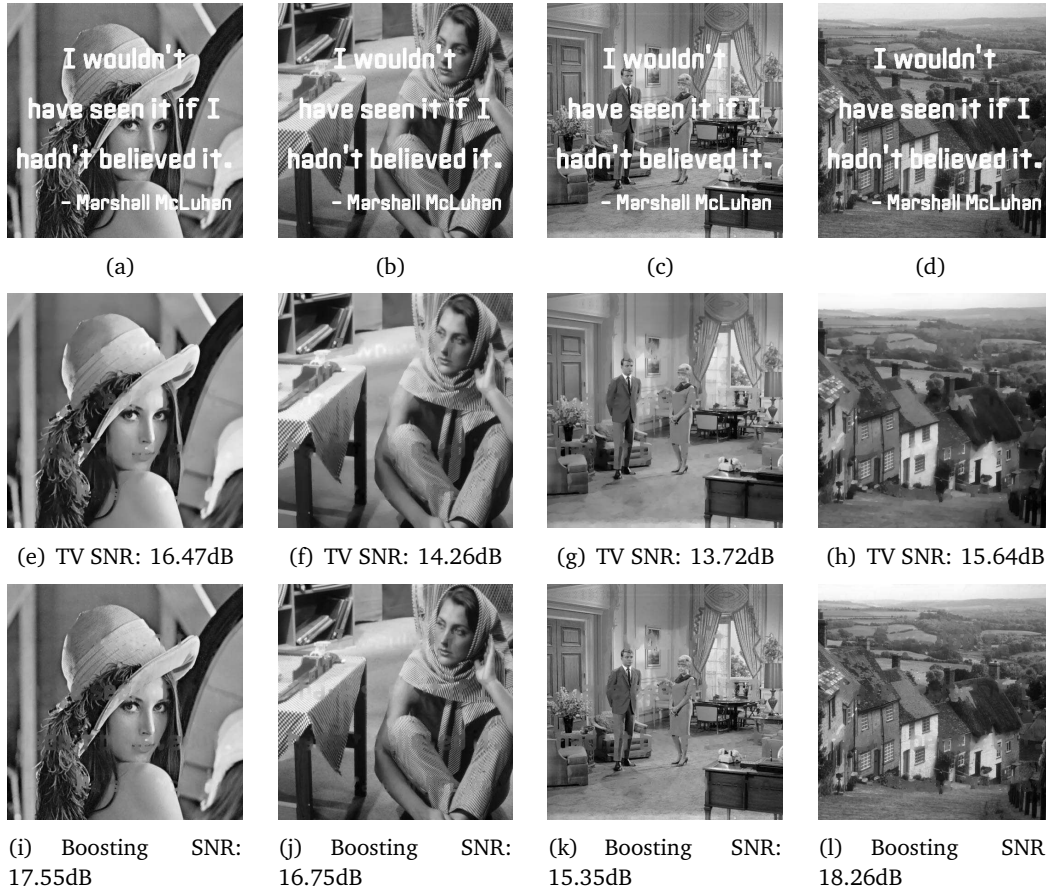 I wouldn't
have seen it if I
hadn't believed it.
– Marshall McLuhan
I wouldn't
have seen it if I
hadn't believed it.
– Marshall McLuhan
I wouldn't
have seen it if I
hadn't believed it.
– Marshall McLuhan
I wouldn't
have seen it if I
hadn't believed it.
– Marshall McLuhan
(a) (b) (c) (d)
(e) TV SNR: 16.47dB (f) TV SNR: 14.26dB (g) TV SNR: 13.72dB (h) TV SNR: 15.64dB
(i) Boosting SNR:
17.55dB
(j) Boosting SNR:
16.75dB
(k) Boosting SNR:
15.35dB
(l) Boosting SNR
18.26dB